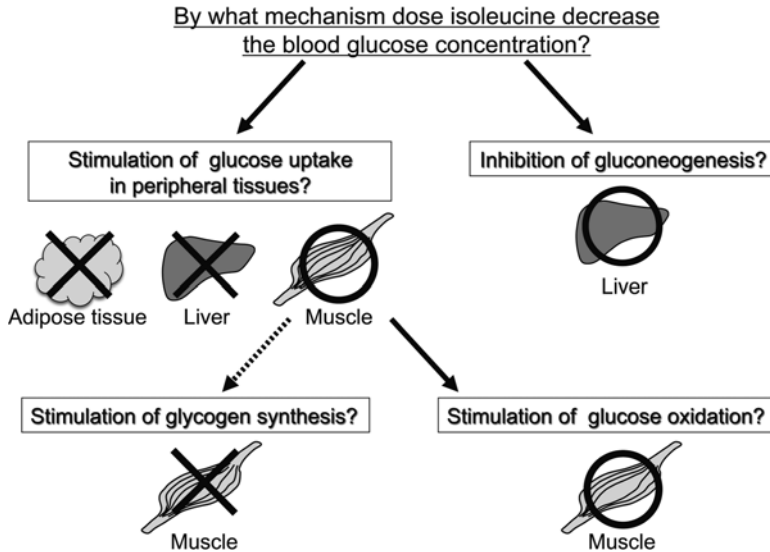 By what mechanism dose isoleucine decrease
the blood glucose concentration?
Stimulation of glucose uptake
in peripheral tissues?
Inhibition of gluconeogenesis?
Adipose tissue
Liver
Muscle
Liver
Stimulation of glycogen synthesis?
Stimulation of glucose oxidation?
Muscle
Muscle